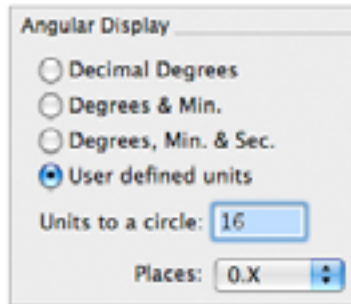 Angular Display
Decimal Degrees
Degrees & Min.
Degrees, Min. & Sec.
User defined units
Units to a circle: 16
Places: 0.X